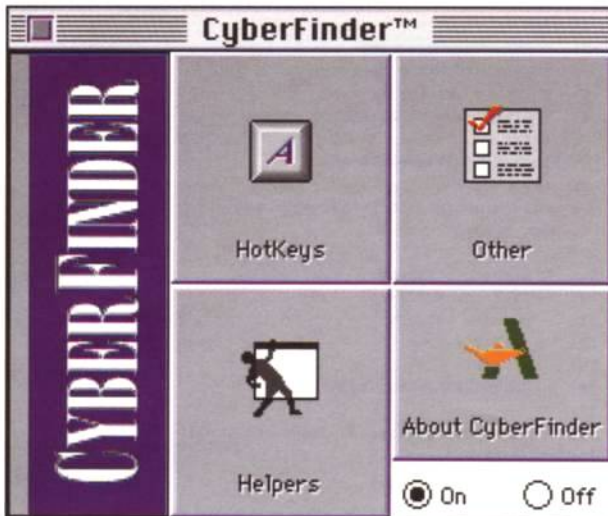 CyberFinder™
CYBERFINDER
A
HotKeys
Other
Helpers
About CyberFinder
On
Off